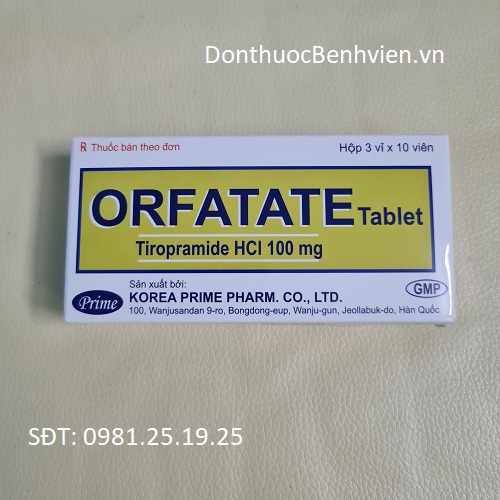 DonthuocBenhvien.vn
℞ Thuốc bán theo đơn
Hộp 3 vỉ x 10 viên
ORFATATE Tablet
Tiropramide HCl 100 mg
Sản xuất bởi:
Prime
KOREA PRIME PHARM. CO., LTD.
GMP
100, Wanjusandan 9-ro, Bongdong-eup, Wanju-gun, Jeollabuk-do, Hàn Quốc
SĐT: 0981.25.19.25